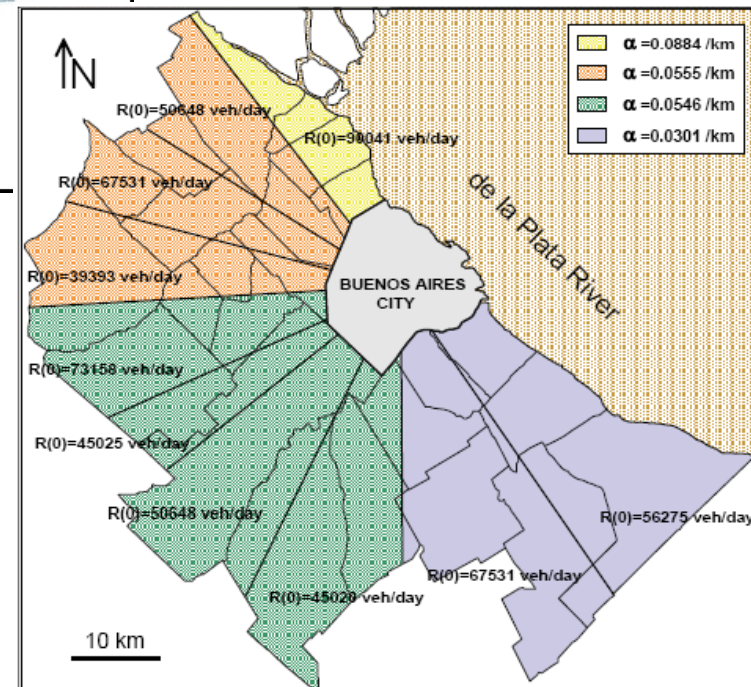 N
α =0.0884 /km
α =0.0555 /km
α =0.0546 /km
α =0.0301 /km
R(0)=50648 veh/day
R(0)=90041 veh/day
R(0)=67531 veh/day
de la Plata River
R(0)=39393 veh/day
BUENOS AIRES
CITY
R(0)=73158 veh/day
R(0)=45025 veh/day
R(0)=50648 veh/day
R(0)=56275 veh/day
R(0)=67531 veh/day
R(0)=45020 veh/day
10 km